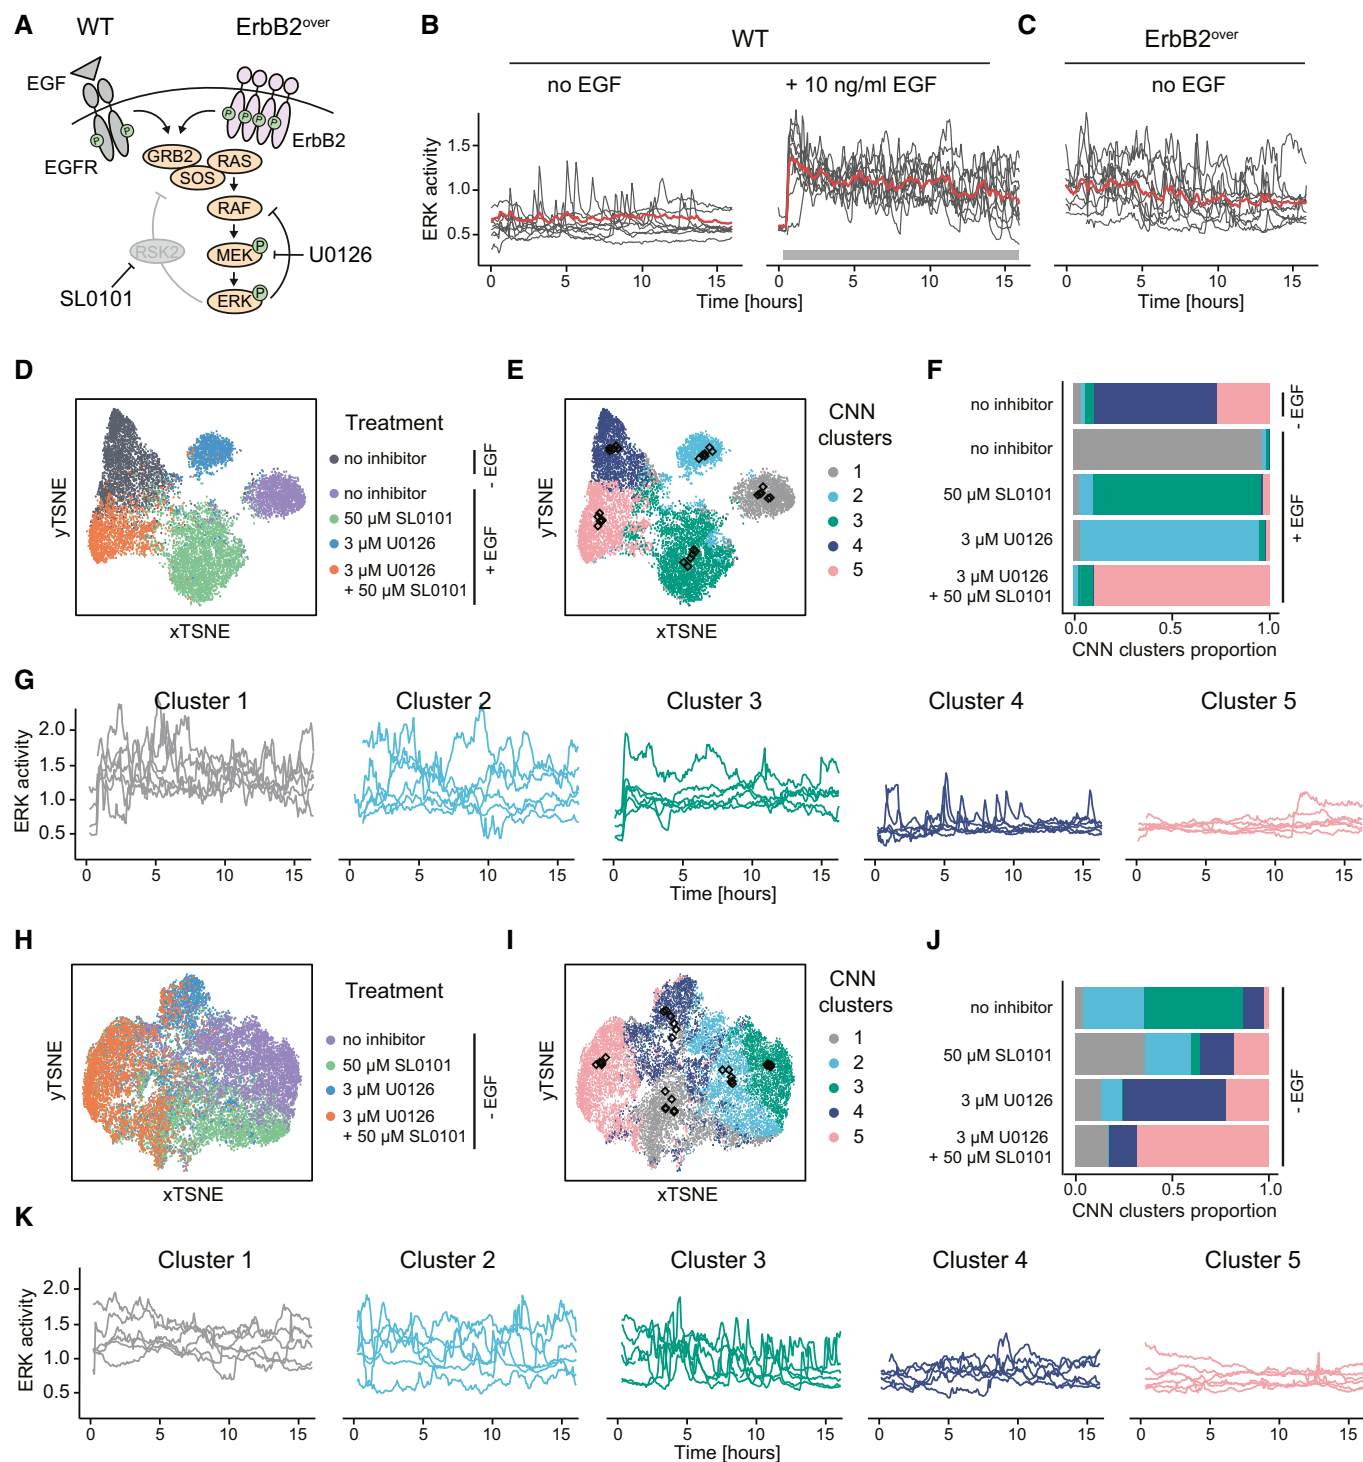 A
WT
ErbB2over
EGF
P
P
P
P
P
P
ErbB2
EGFR
GRB2
RAS
SOS
RAF
RSK2
MEK
P
U0126
SL0101
ERK
P
B
WT
no EGF
+ 10 ng/ml EGF
ERK activity
1.5
1.0
0.5
0
5
10
15
0
5
10
15
Time [hours]
C
ErbB2over
no EGF
0
5
10
15
Time [hours]
D
yTSNE
xTSNE
Treatment
no inhibitor
- EGF
no inhibitor
50 µM SL0101
3 µM U0126
3 µM U0126
+ 50 µM SL0101
+ EGF
E
yTSNE
xTSNE
CNN
clusters
1
2
3
4
5
F
no inhibitor
- EGF
no inhibitor
50 µM SL0101
3 µM U0126
3 µM U0126
+ 50 µM SL0101
+ EGF
0.0
0.5
1.0
CNN clusters proportion
G
Cluster 1
Cluster 2
Cluster 3
Cluster 4
Cluster 5
ERK activity
2.0
1.5
1.0
0.5
0
5
10
15
0
5
10
15
0
5
10
15
0
5
10
15
0
5
10
15
Time [hours]
H
yTSNE
xTSNE
Treatment
no inhibitor
50 µM SL0101
3 µM U0126
3 µM U0126
+ 50 µM SL0101
- EGF
I
yTSNE
xTSNE
CNN
clusters
1
2
3
4
5
J
no inhibitor
50 µM SL0101
3 µM U0126
3 µM U0126
+ 50 µM SL0101
- EGF
0.0
0.5
1.0
CNN clusters proportion
K
Cluster 1
Cluster 2
Cluster 3
Cluster 4
Cluster 5
ERK activity
2.0
1.5
1.0
0.5
0
5
10
15
0
5
10
15
0
5
10
15
0
5
10
15
0
5
10
15
Time [hours]